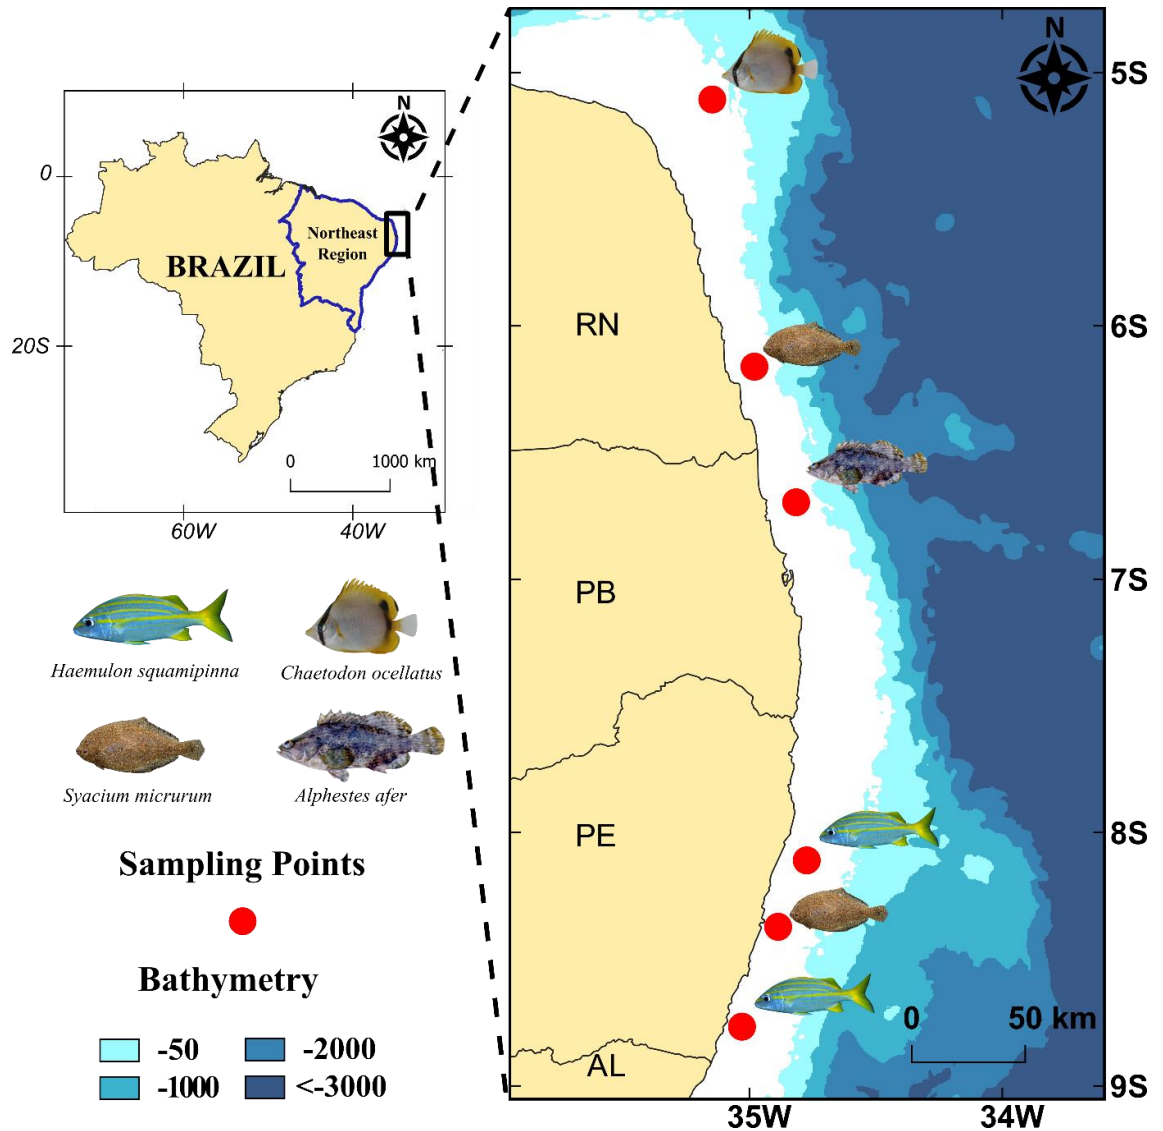 N
0
Northeast
Region
BRAZIL
20S
0
1000 km
60W
40W
Haemulon squamipinna
Chaetodon ocellatus
Syacium micrurum
Alphestes afer
Sampling Points
Bathymetry
-50
-2000
-1000
<-3000
N
5S
RN
6S
PB
7S
PE
8S
0
50 km
AL
9S
35W
34W